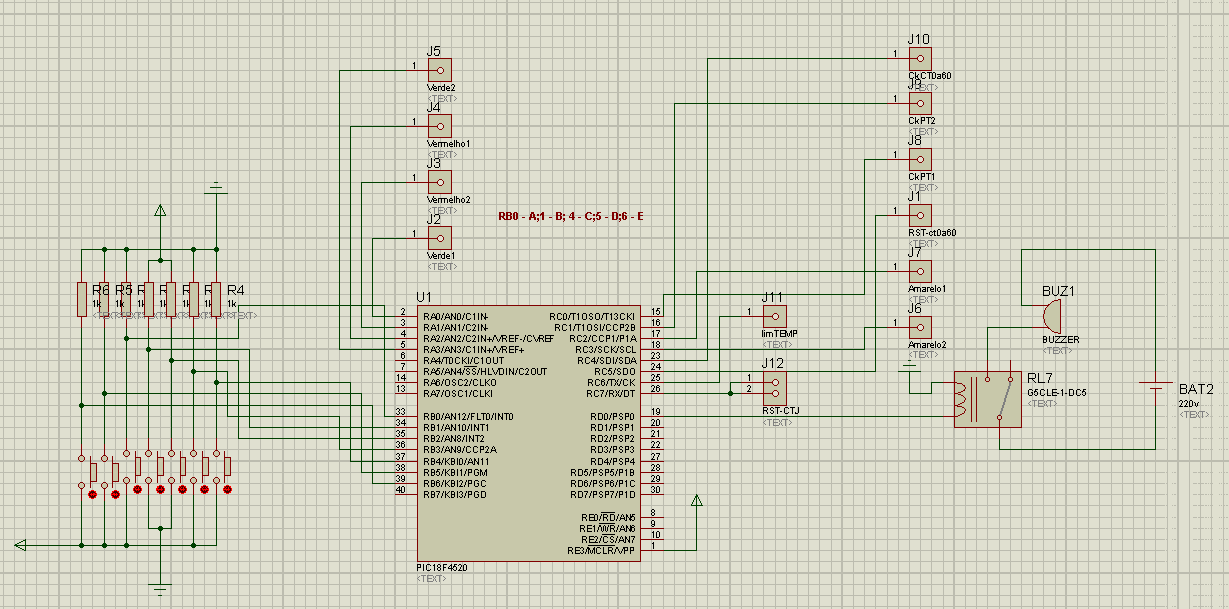 J5
1
Verde2
<TEXT>
J4
1
Vermelho1
<TEXT>
J3
1
Vermelho2
<TEXT>
J2
1
Verde1
<TEXT>
RB0 - A;1 - B; 4 - C;5 - D;6 - E
J10
1
CkCT0a60
<TEXT>
J9
1
CkPT2
<TEXT>
J8
1
CkPT1
<TEXT>
J1
1
RST-ct0a60
<TEXT>
J7
1
Amarelo1
<TEXT>
J6
1
Amarelo2
<TEXT>
J11
1
limTEMP
<TEXT>
J12
1
2
RST-CTJ
<TEXT>
R6
1k
R5
1k
R
1k
R
1k
R
1k
R
1k
R4
1k
<TEXT>
U1
2 RA0/AN0/C1IN-
3 RA1/AN1/C2IN-
4 RA2/AN2/C2IN+/VREF-/CVREF
5 RA3/AN3/C1IN+/VREF+
6 RA4/T0CKI/C1OUT
7 RA5/AN4/SS/HLVDIN/C2OUT
14 RA6/OSC2/CLKO
13 RA7/OSC1/CLKI
33 RB0/AN12/FLT0/INT0
34 RB1/AN10/INT1
35 RB2/AN8/INT2
36 RB3/AN9/CCP2A
37 RB4/KBI0/AN11
38 RB5/KBI1/PGM
39 RB6/KBI2/PGC
40 RB7/KBI3/PGD
RC0/T1OSO/T13CKI 15
RC1/T1OSI/CCP2B 16
RC2/CCP1/P1A 17
RC3/SCK/SCL 18
RC4/SDI/SDA 23
RC5/SDO 24
RC6/TX/CK 25
RC7/RX/DT 26
RD0/PSP0 19
RD1/PSP1 20
RD2/PSP2 21
RD3/PSP3 22
RD4/PSP4 27
RD5/PSP5/P1B 28
RD6/PSP6/P1C 29
RD7/PSP7/P1D 30
RE0/RD/AN5 8
RE1/WR/AN6 9
RE2/CS/AN7 10
RE3/MCLR/VPP 1
PIC18F4520
<TEXT>
BUZ1
BUZZER
<TEXT>
RL7
G5CLE-1-DC5
<TEXT>
BAT2
220v
<TEXT>